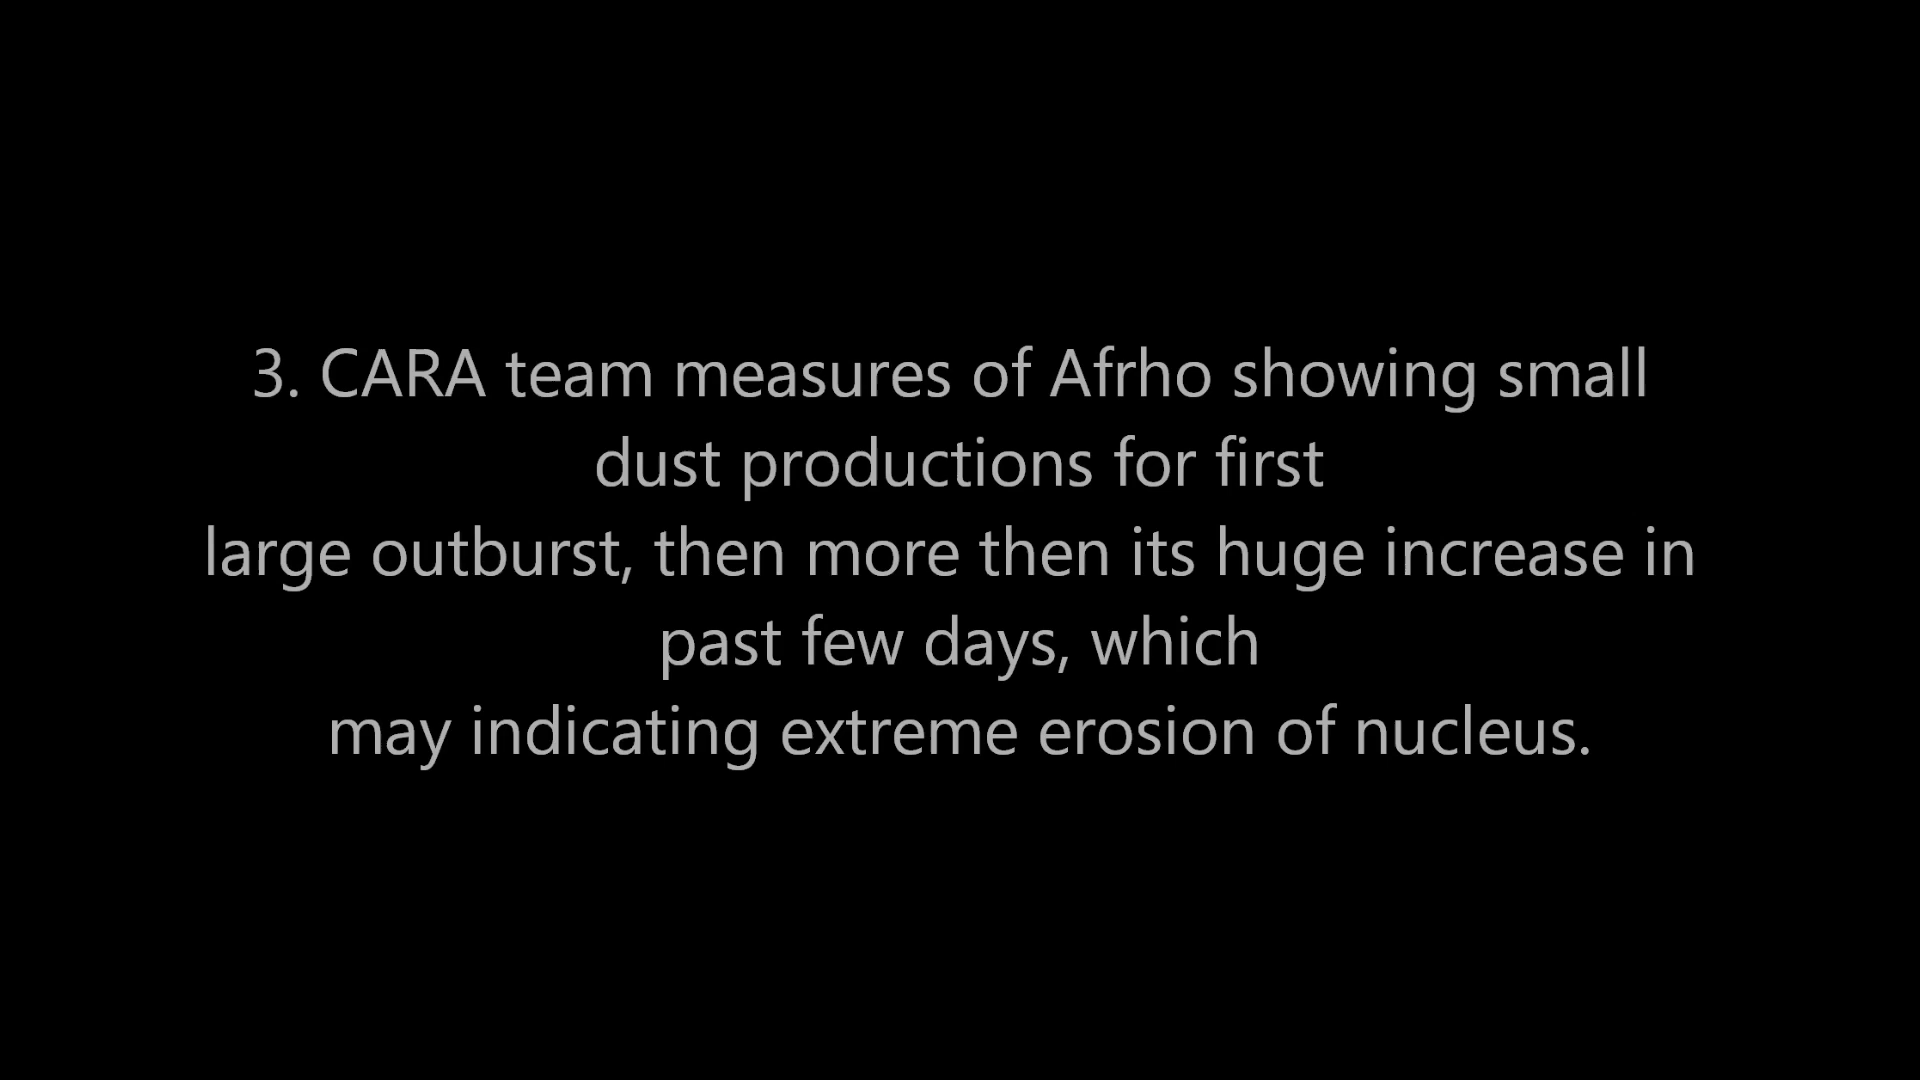 3. CARA team measures of Afrho showing small
dust productions for first
large outburst, then more then its huge increase in
past few days, which
may indicating extreme erosion of nucleus.